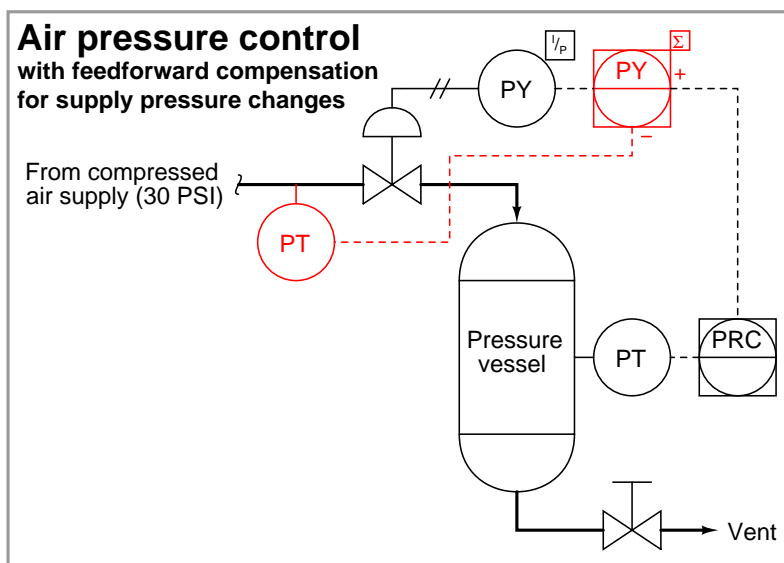 Air pressure control
with feedforward compensation
for supply pressure changes
I/P
Σ
PY
PY
+
−
From compressed
air supply (30 PSI)
PT
Pressure
vessel
PT
PRC
Vent